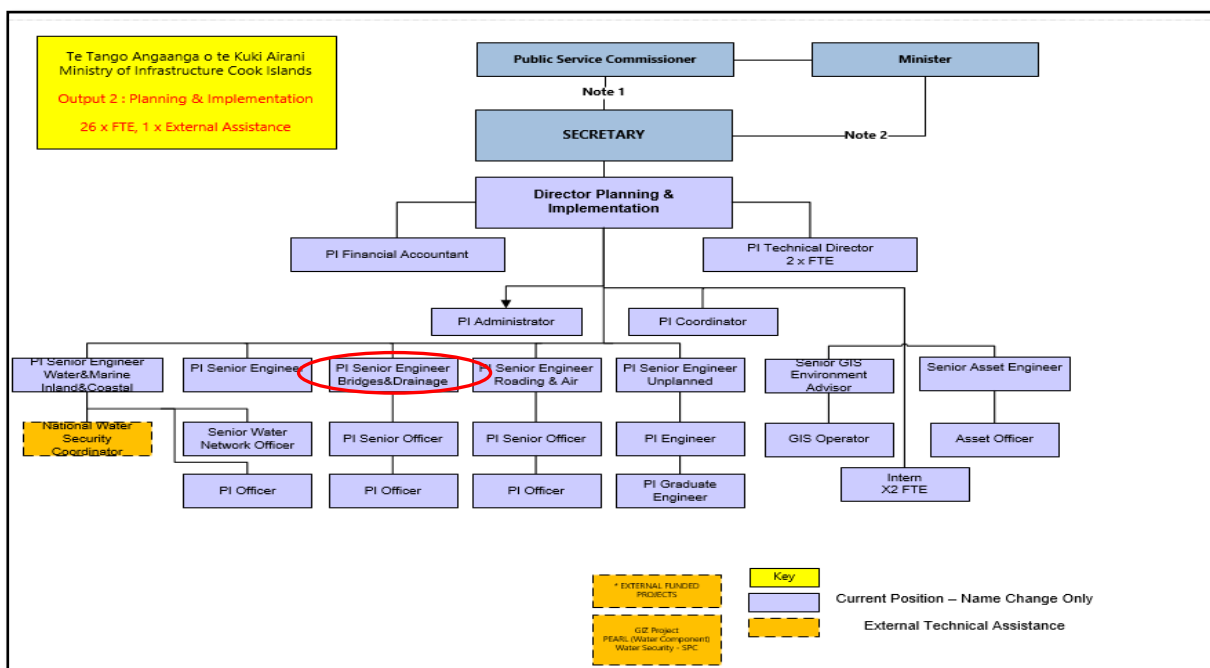 Te Tango Angaanga o te Kuki Airani
Ministry of Infrastructure Cook Islands
Output 2 : Planning & Implementation
26 x FTE, 1 x External Assistance
Public Service Commissioner
Minister
Note 1
SECRETARY
Note 2
Director Planning &
Implementation
PI Financial Accountant
PI Technical Director
2 x FTE
PI Administrator
PI Coordinator
PI Senior Engineer
Water&Marine
Inland&Coastal
PI Senior Engineer
PI Senior Engineer
Bridges&Drainage
PI Senior Engineer
Roading & Air
PI Senior Engineer
Unplanned
Senior GIS
Environment
Advisor
Senior Asset Engineer
National Water
Security
Coordinator
Senior Water
Network Officer
PI Senior Officer
PI Senior Officer
PI Engineer
GIS Operator
Asset Officer
PI Officer
PI Officer
PI Officer
PI Graduate
Engineer
Intern
X2 FTE
* EXTERNAL FUNDED
PROJECTS
GIZ Project
PEARL (Water Component)
Water Security - SPC
Key
Current Position – Name Change Only
External Technical Assistance